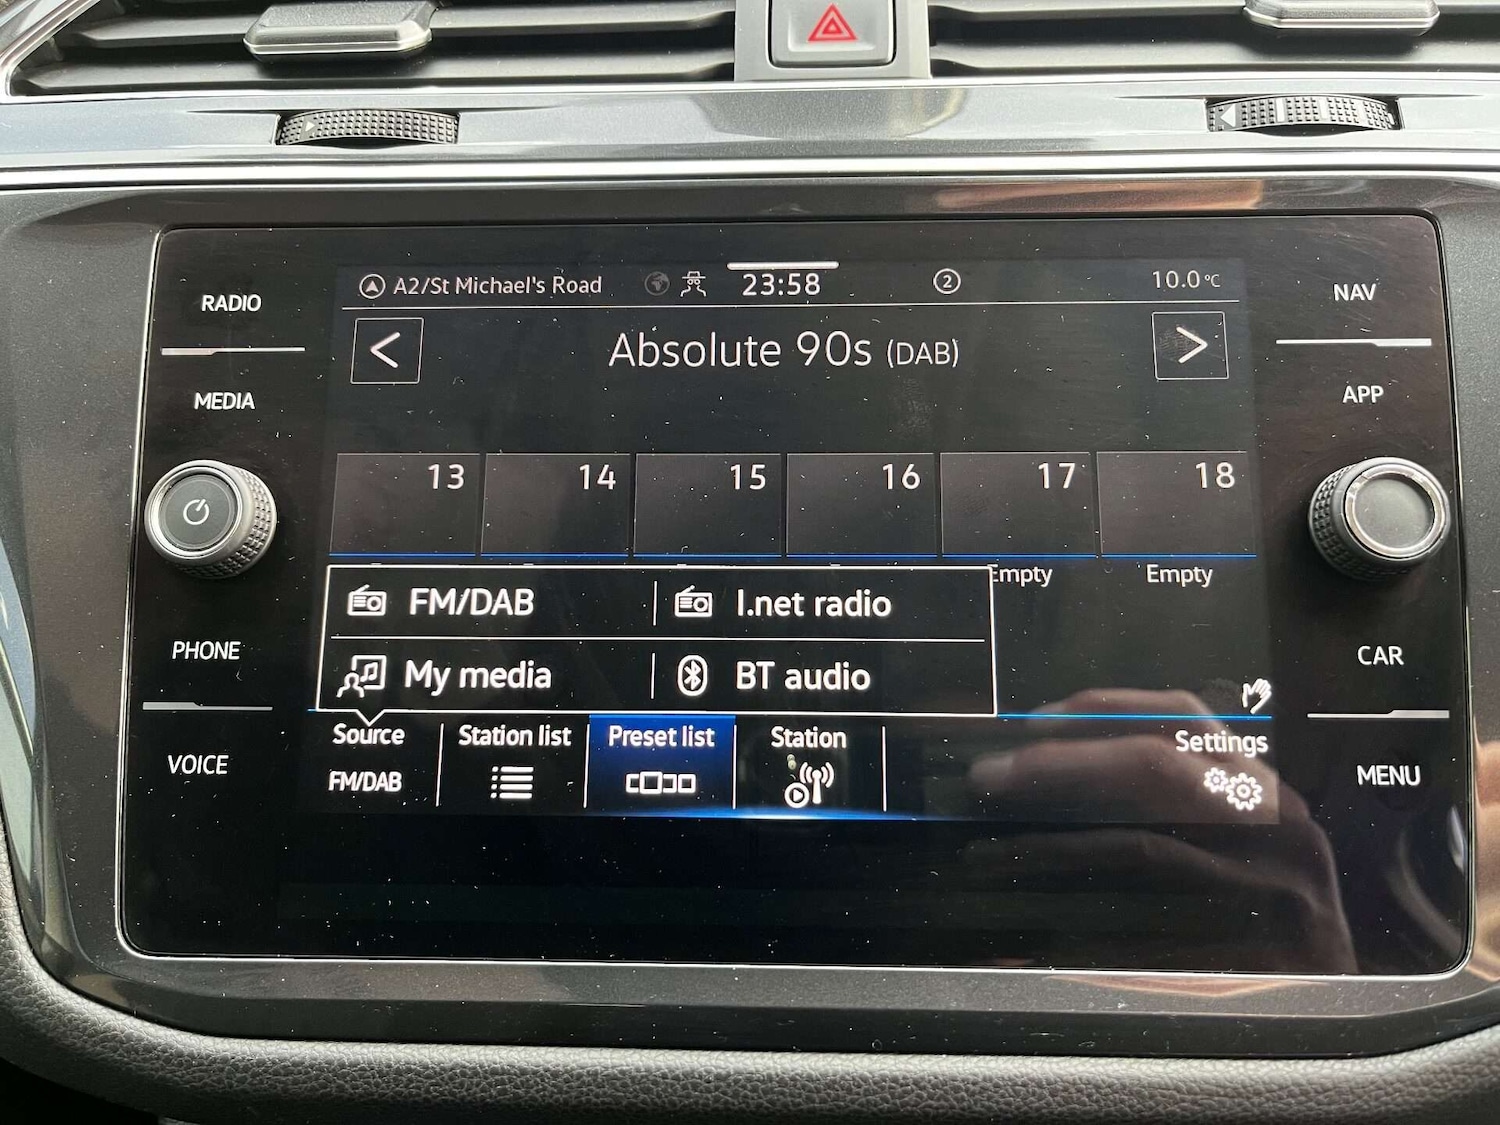 RADIO
MEDIA
PHONE
VOICE
A2/St Michael's Road
23:58
2
10.0 °C
< Absolute 90s (DAB) >
13 14 15 16 17 18
Empty Empty
FM/DAB I.net radio
My media BT audio
Source Station list Preset list Station Settings
FM/DAB
NAV
APP
CAR
MENU